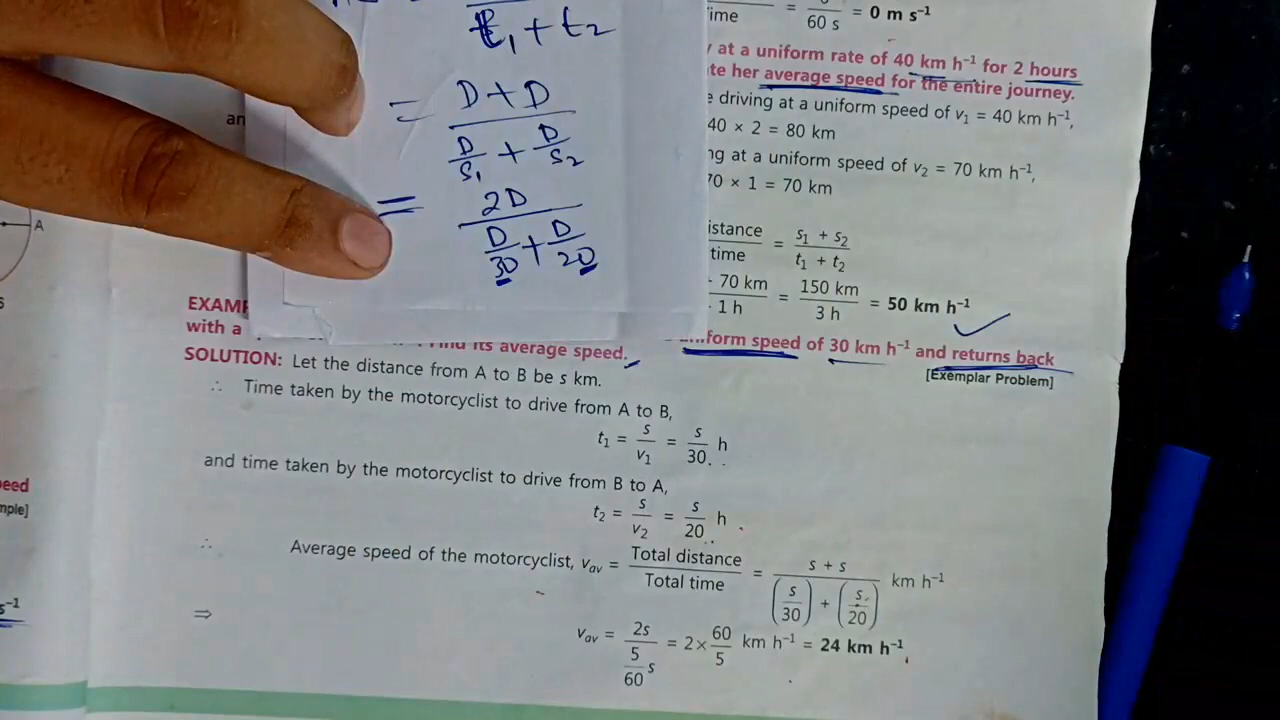 t₁ + t₂
= D + D
D/S₁ + D/S₂
= 2D
D/30 + D/20
ime = 60 s = 0 m s⁻¹
at a uniform rate of 40 km h⁻¹ for 2 hours
te her average speed for the entire journey.
driving at a uniform speed of v₁ = 40 km h⁻¹,
40 × 2 = 80 km
ng at a uniform speed of v₂ = 70 km h⁻¹,
70 × 1 = 70 km
istance/time = s₁ + s₂/t₁ + t₂
70 km/1 h = 150 km/3 h = 50 km h⁻¹
an
A
EXAM
form speed of 30 km h⁻¹ and returns back
with a
its average speed.
[Exemplar Problem]
SOLUTION: Let the distance from A to B be s km.
∴ Time taken by the motorcyclist to drive from A to B,
t₁ = s/v₁ = s/30 h
and time taken by the motorcyclist to drive from B to A,
t₂ = s/v₂ = s/20 h
∴ Average speed of the motorcyclist, vₐᵥ = Total distance/Total time = s + s/(s/30) + (s/20) km h⁻¹
⇒ vₐᵥ = 2s/(5/60)s = 2 × 60/5 km h⁻¹ = 24 km h⁻¹
eed
mple]
s⁻¹